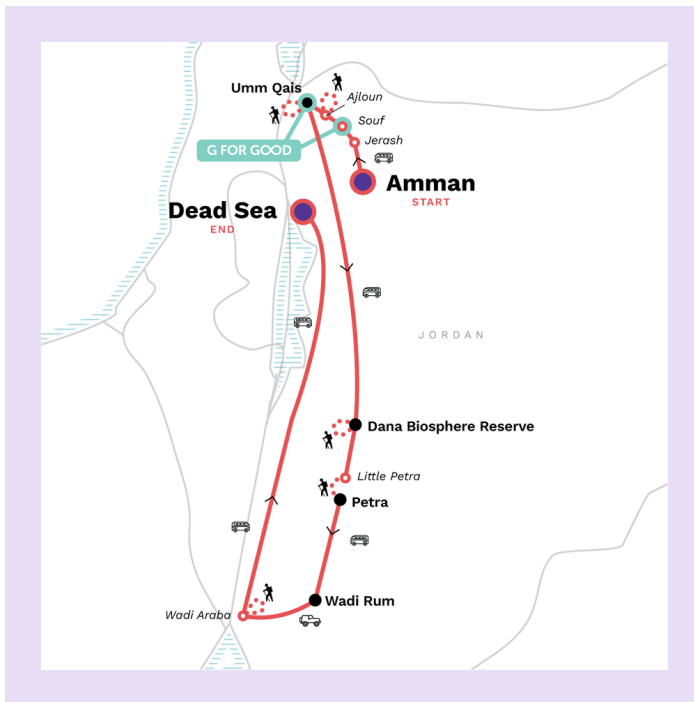 Umm Qais
Ajloun
Souf
G FOR GOOD
Jerash
Amman
START
Dead Sea
END
JORDAN
Dana Biosphere Reserve
Little Petra
Petra
Wadi Rum
Wadi Araba